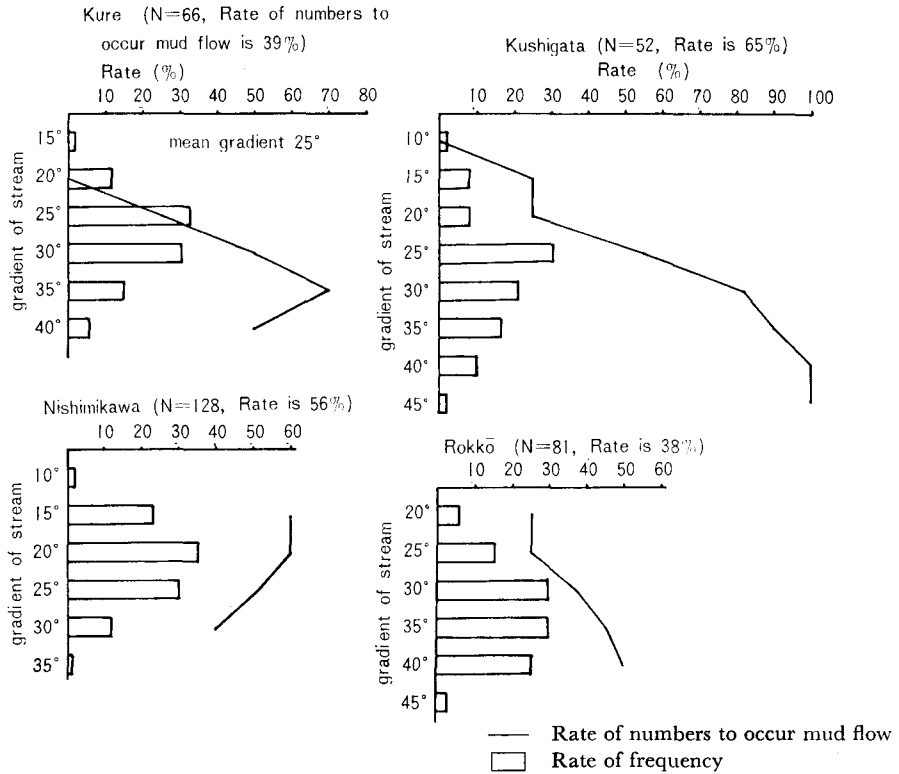 Kure (N=66, Rate of numbers to
occur mud flow is 39%)
Rate (%)
10 20 30 40 50 60 70 80
mean gradient 25°
gradient of stream
15°
20°
25°
30°
35°
40°
Kushigata (N=52, Rate is 65%)
Rate (%)
10 20 30 40 50 60 70 80 90 100
gradient of stream
10°
15°
20°
25°
30°
35°
40°
45°
Nishimikawa (N=128, Rate is 56%)
10 20 30 40 50 60
gradient of stream
10°
15°
20°
25°
30°
35°
Rokkō (N=81, Rate is 38%)
10 20 30 40 50 60
gradient of stream
20°
25°
30°
35°
40°
45°
Rate of numbers to occur mud flow
Rate of frequency